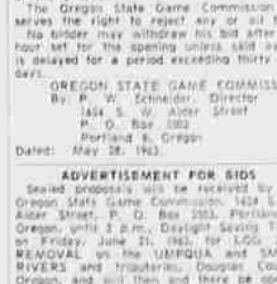 The Oregon State Game Commission
serves the right to reject any or all
No bidder may withdraw his bid after
hour set for the opening unless said
is delayed for a period exceeding thirty
days.
OREGON STATE GAME COMMISS
By: P. W. Schneider, Director
1634 S. W. Alder Street
P. O. Box
Portland 8, Oregon
Dated: May 28, 1963.
ADVERTISEMENT FOR BIDS
Sealed proposals will be received by
Oregon State Game Commission, 1634 S.
Alder Street, P. O. Box Portland
Oregon, until 2 p.m., Daylight Saving T
on Friday, June 21, 1963, for LOG
REMOVAL on the UMPQUA and SM
RIVERS and tributaries, Douglas Cou
Oregon, and will then and there be op